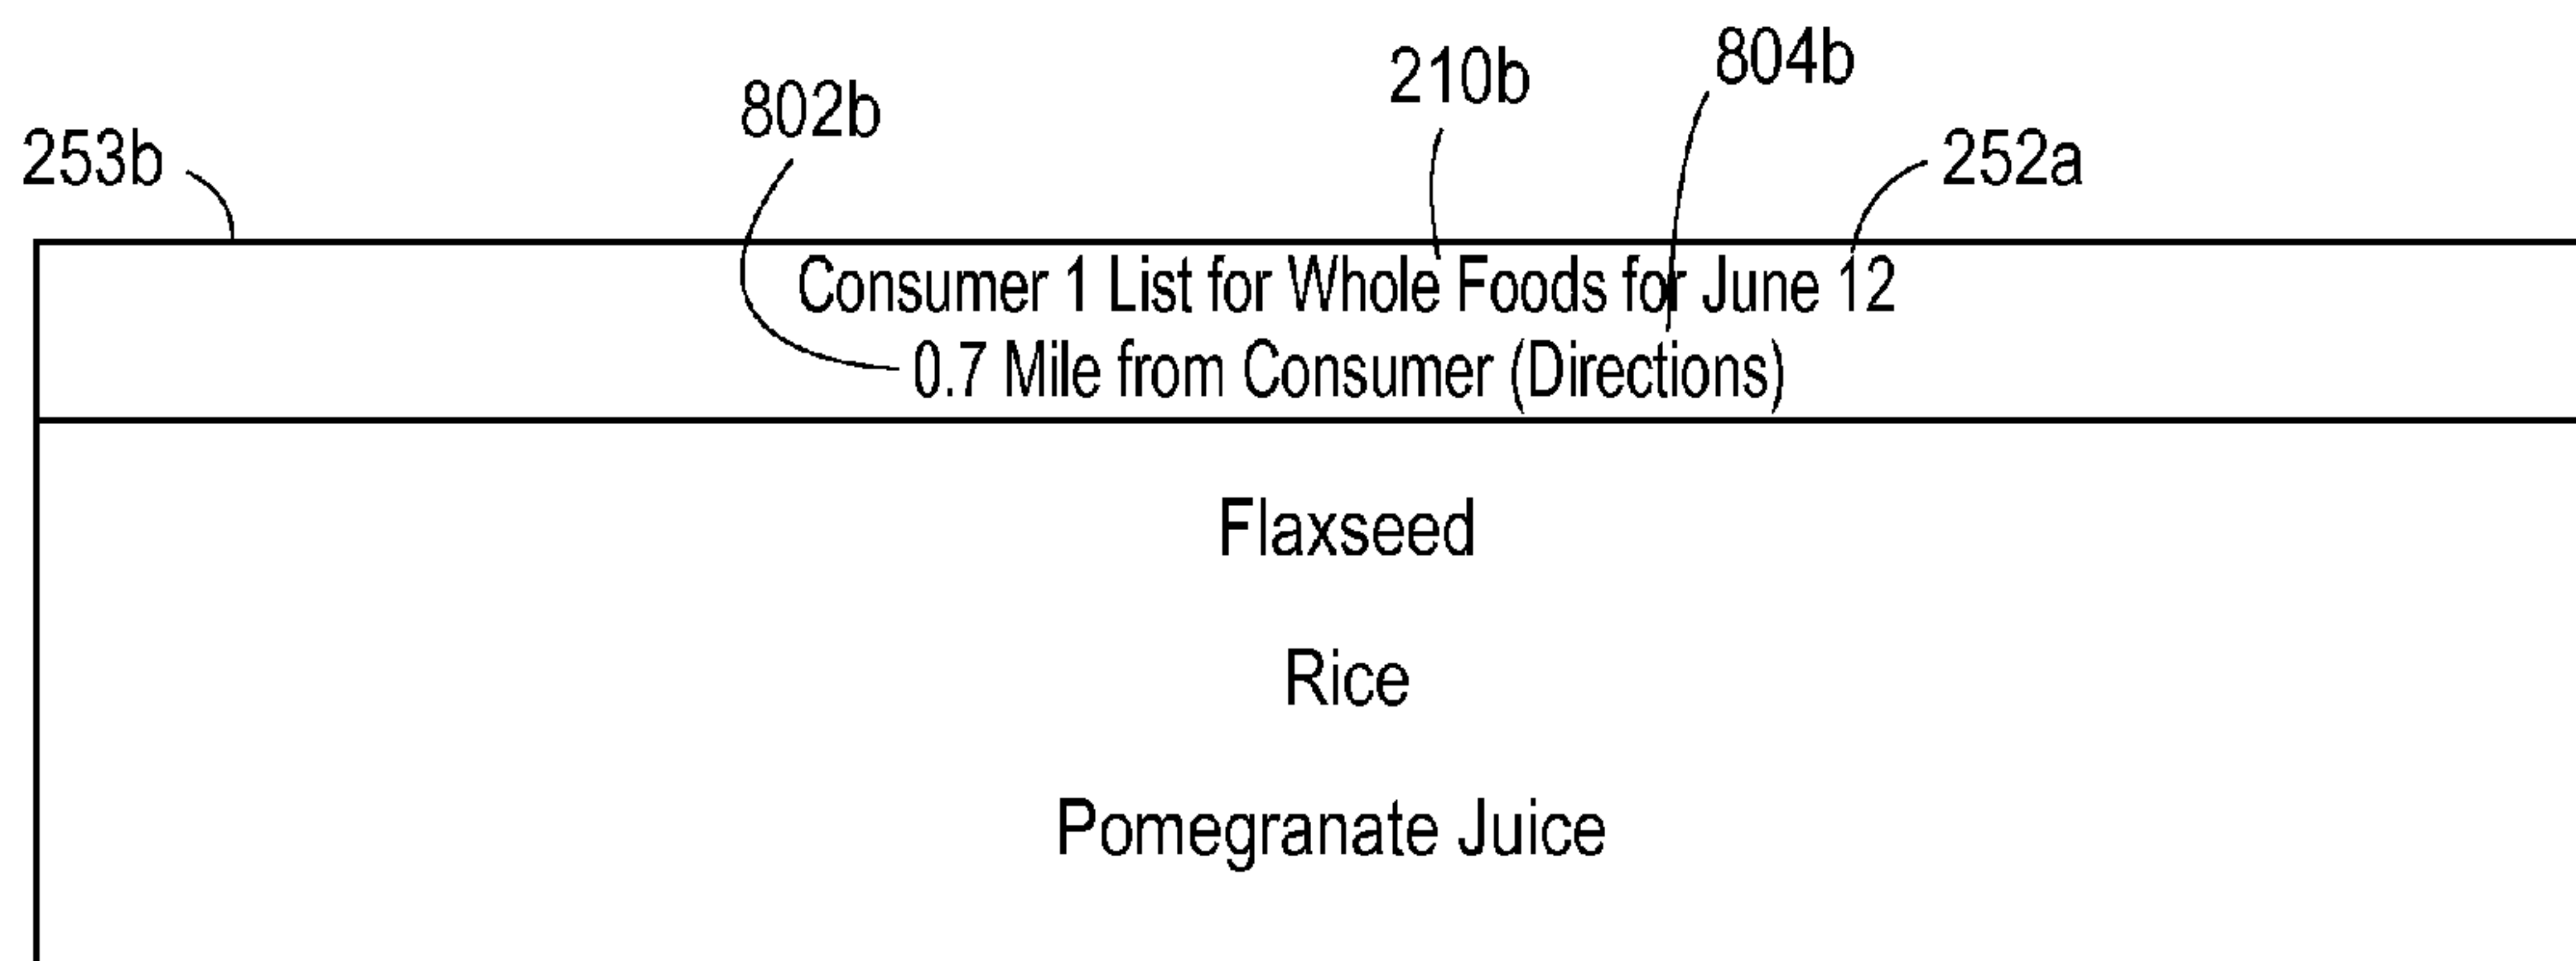 804b
210b
802b
252a
253b
Consumer 1 List for Whole Foods for June 12
0.7 Mile from Consumer (Directions)
Flaxseed
Rice
Pomegranate Juice